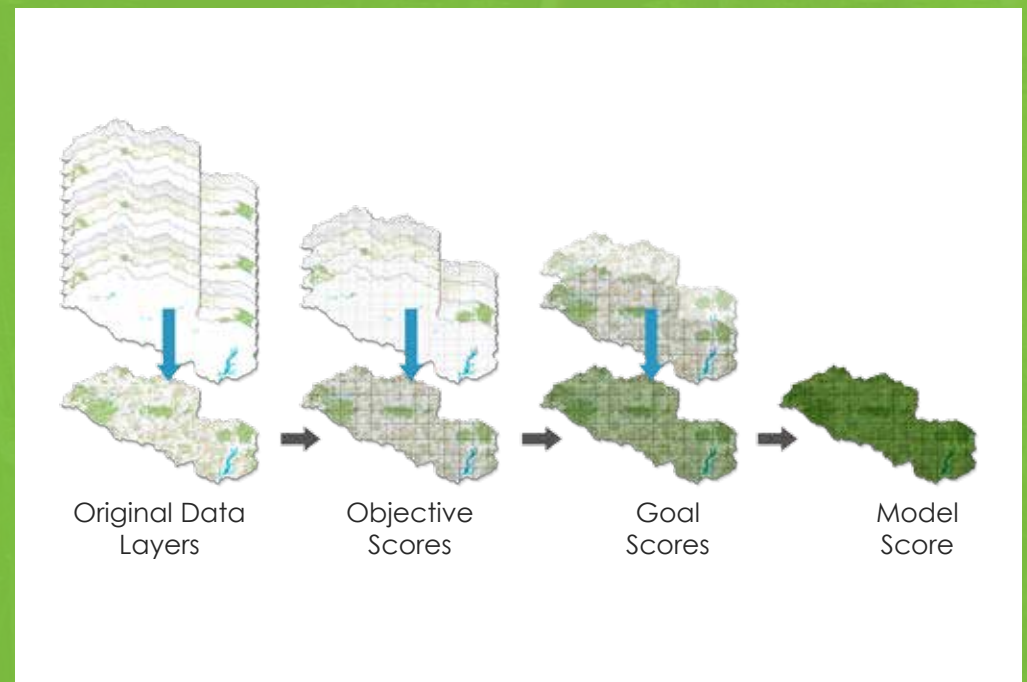 Original Data
Layers
Objective
Scores
Goal
Scores
Model
Score